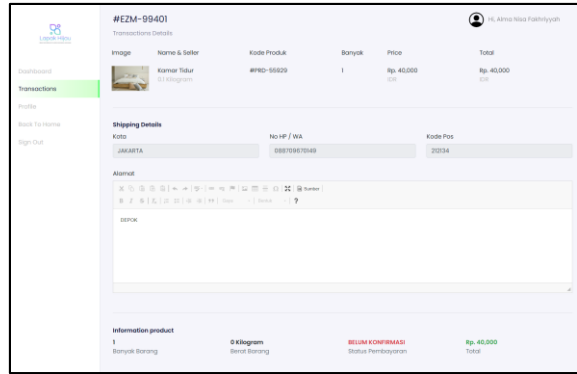 Lapak Hijau
Dashboard
Transactions
Profile
Back To Home
Sign Out
#EZM-99401
Transactions Details
Hi, Alma Nisa Fakhriyyah
Image Name & Seller Kode Produk Banyak Price Total
Kamar Tidur #PRD-55929 1 Rp. 40,000 Rp. 40,000
0.1 Kilogram IDR IDR
Shipping Details
Kota No HP / WA Kode Pos
JAKARTA 212134
Alamat
Sumber
DEPOK
Information product
1 0 Kilogram BELUM KONFIRMASI Rp. 40,000
Banyak Barang Berat Barang Status Pembayaran Total